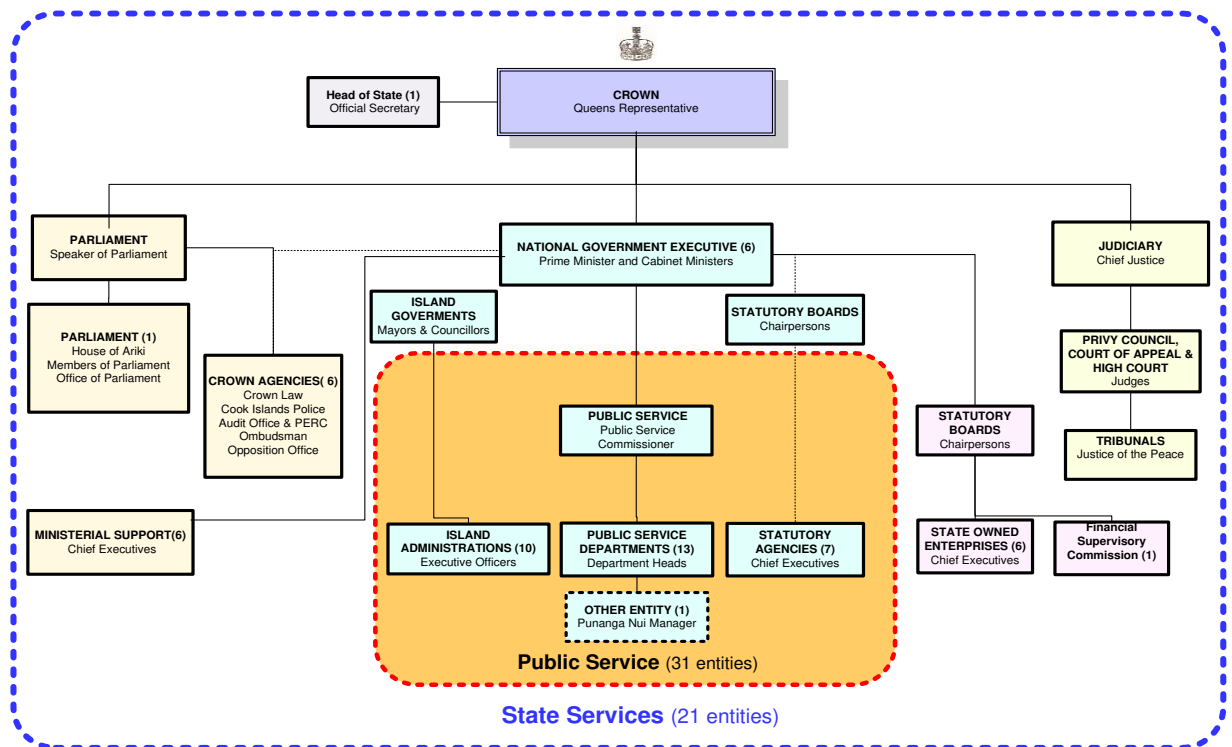 CROWN
Queens Representative
Head of State (1)
Official Secretary
PARLIAMENT
Speaker of Parliament
NATIONAL GOVERNMENT EXECUTIVE (6)
Prime Minister and Cabinet Ministers
JUDICIARY
Chief Justice
ISLAND
GOVERMENTS
Mayors & Councillors
STATUTORY BOARDS
Chairpersons
PARLIAMENT (1)
House of Ariki
Members of Parliament
Office of Parliament
CROWN AGENCIES( 6)
Crown Law
Cook Islands Police
Audit Office & PERC
Ombudsman
Opposition Office
PRIVY COUNCIL,
COURT OF APPEAL &
HIGH COURT
Judges
PUBLIC SERVICE
Public Service
Commissioner
STATUTORY
BOARDS
Chairpersons
TRIBUNALS
Justice of the Peace
MINISTERIAL SUPPORT(6)
Chief Executives
ISLAND
ADMINISTRATIONS (10)
Executive Officers
PUBLIC SERVICE
DEPARTMENTS (13)
Department Heads
STATUTORY
AGENCIES (7)
Chief Executives
STATE OWNED
ENTERPRISES (6)
Chief Executives
Financial
Supervisory
Commission (1)
OTHER ENTITY (1)
Punanga Nui Manager
Public Service (31 entities)
State Services (21 entities)